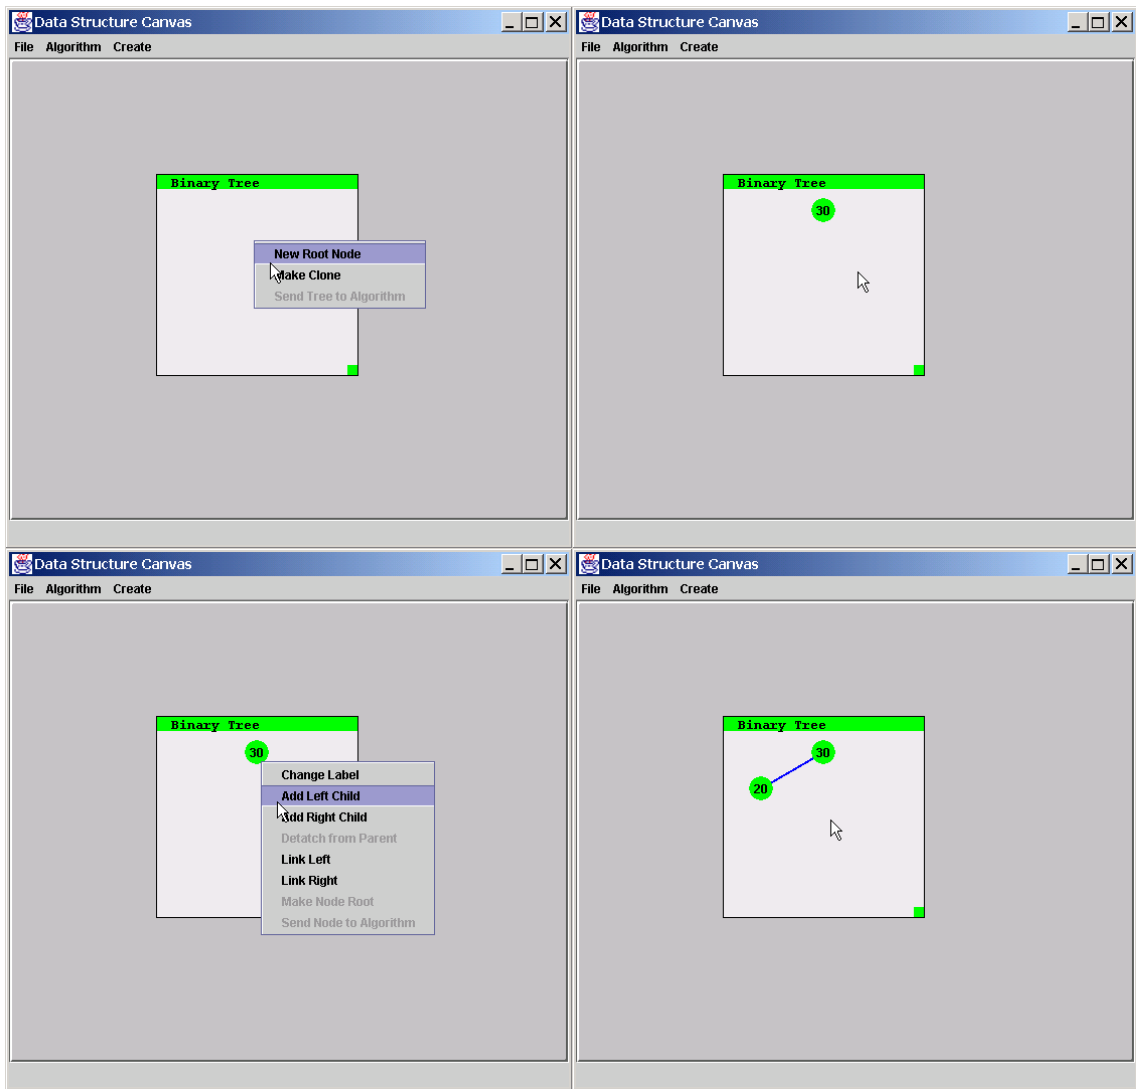 Data Structure Canvas
File Algorithm Create
Binary Tree
New Root Node
Make Clone
Send Tree to Algorithm
Data Structure Canvas
File Algorithm Create
Binary Tree
30
Data Structure Canvas
File Algorithm Create
Binary Tree
30
Change Label
Add Left Child
Add Right Child
Detatch from Parent
Link Left
Link Right
Make Node Root
Send Node to Algorithm
Data Structure Canvas
File Algorithm Create
Binary Tree
30
20